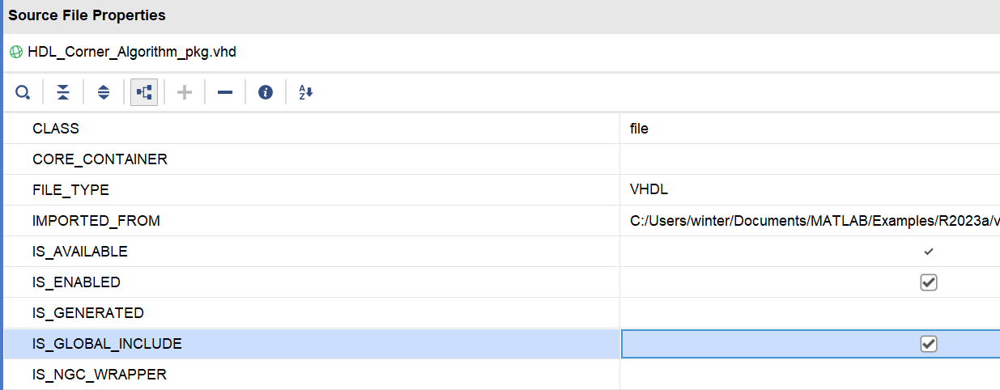 Source File Properties
HDL_Corner_Algorithm_pkg.vhd
CLASS file
CORE_CONTAINER
FILE_TYPE VHDL
IMPORTED_FROM C:/Users/winter/Documents/MATLAB/Examples/R2023a/v
IS_AVAILABLE
IS_ENABLED
IS_GENERATED
IS_GLOBAL_INCLUDE
IS_NGC_WRAPPER